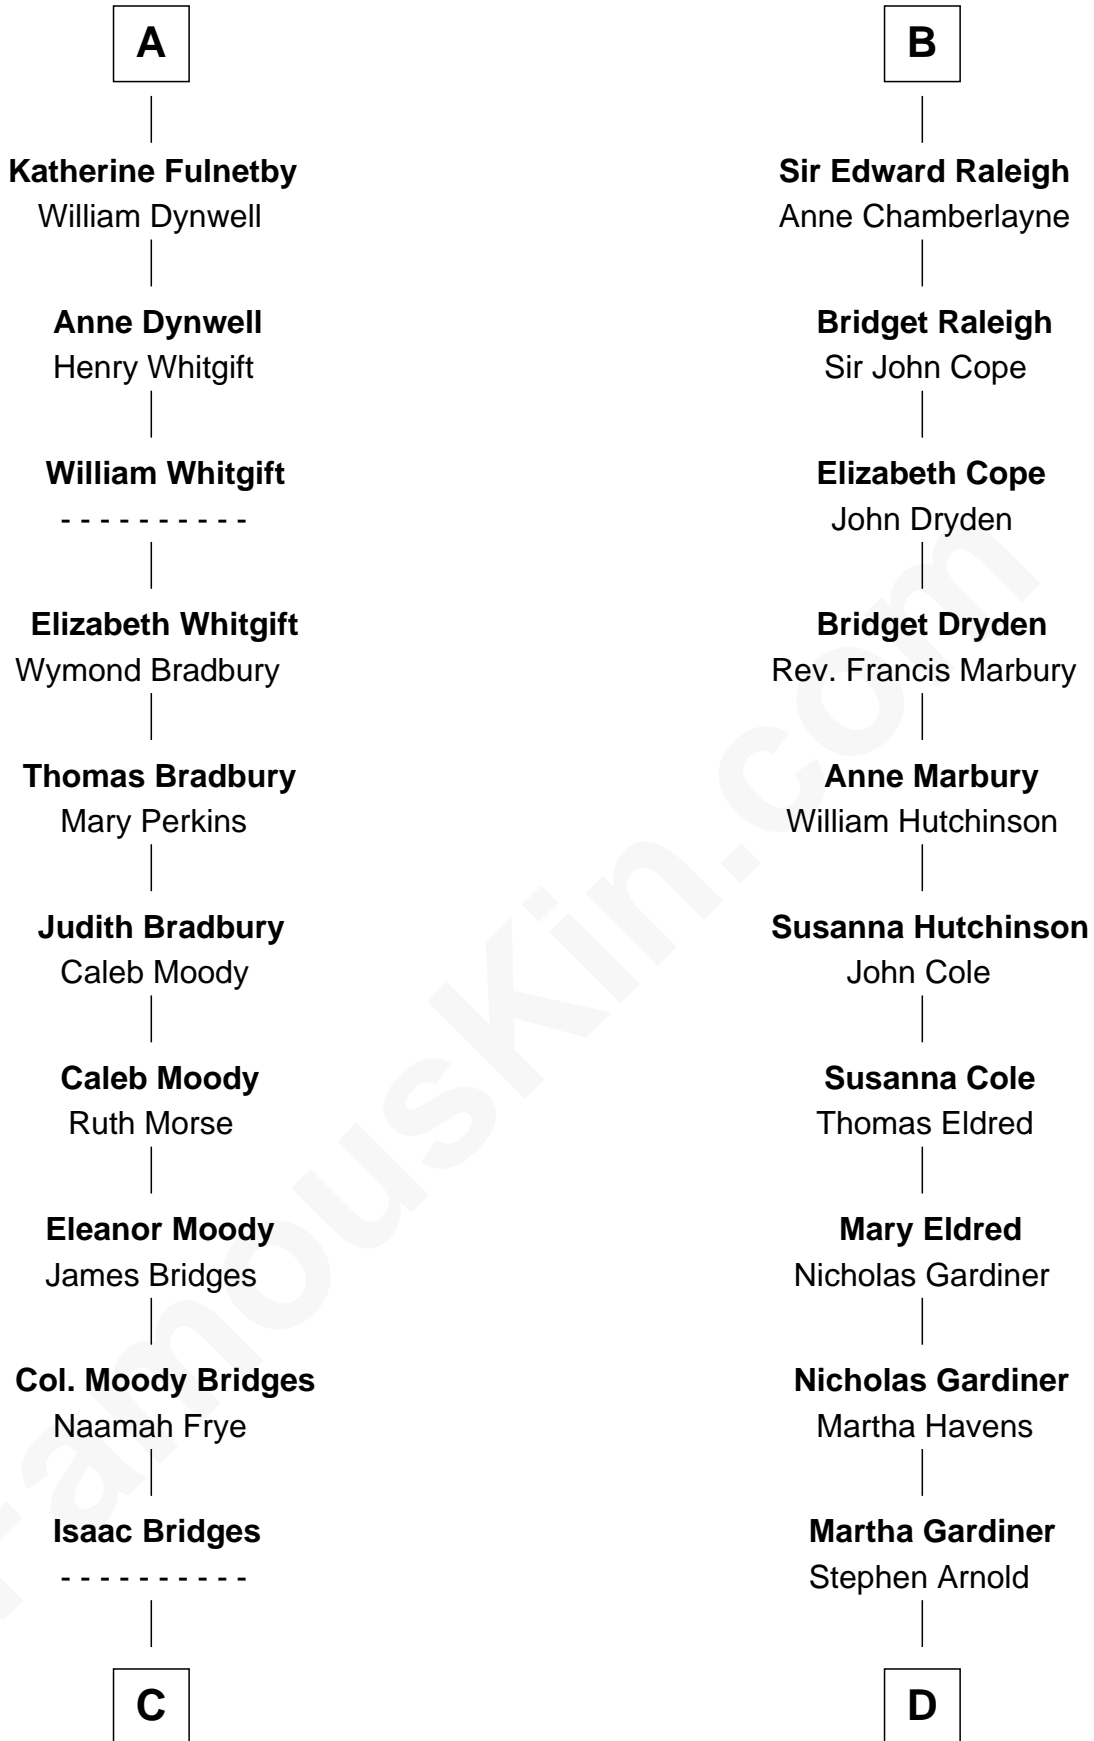 A
Katherine Fulnetby
William Dynwell
Anne Dynwell
Henry Whitgift
William Whitgift
- - - - - - - - - -
Elizabeth Whitgift
Wymond Bradbury
Thomas Bradbury
Mary Perkins
Judith Bradbury
Caleb Moody
Caleb Moody
Ruth Morse
Eleanor Moody
James Bridges
Col. Moody Bridges
Naamah Frye
Isaac Bridges
- - - - - - - - - -
C
B
Sir Edward Raleigh
Anne Chamberlayne
Bridget Raleigh
Sir John Cope
Elizabeth Cope
John Dryden
Bridget Dryden
Rev. Francis Marbury
Anne Marbury
William Hutchinson
Susanna Hutchinson
John Cole
Susanna Cole
Thomas Eldred
Mary Eldred
Nicholas Gardiner
Nicholas Gardiner
Martha Havens
Martha Gardiner
Stephen Arnold
D
FamousKin.com